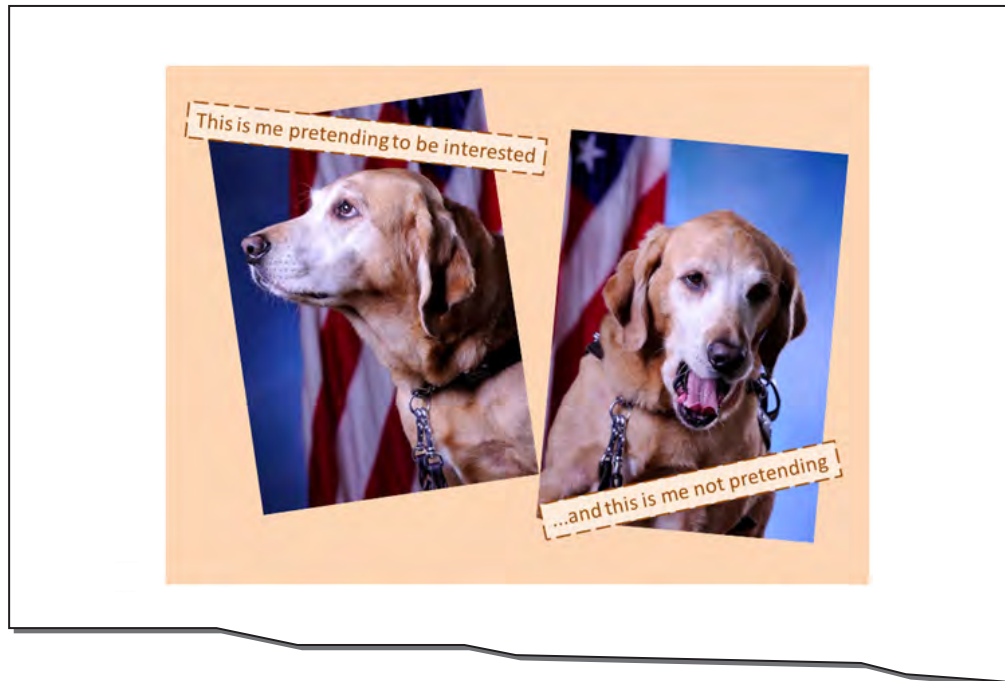 This is me pretending to be interested
...and this is me not pretending